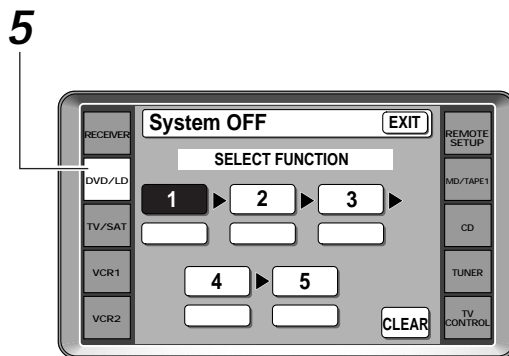 5
System OFF
EXIT
SELECT FUNCTION
1
2
3
4
5
CLEAR
RECEIVER
DVD/LD
TV/SAT
VCR1
VCR2
REMOTE
SETUP
MD/TAPE1
CD
TUNER
TV
CONTROL